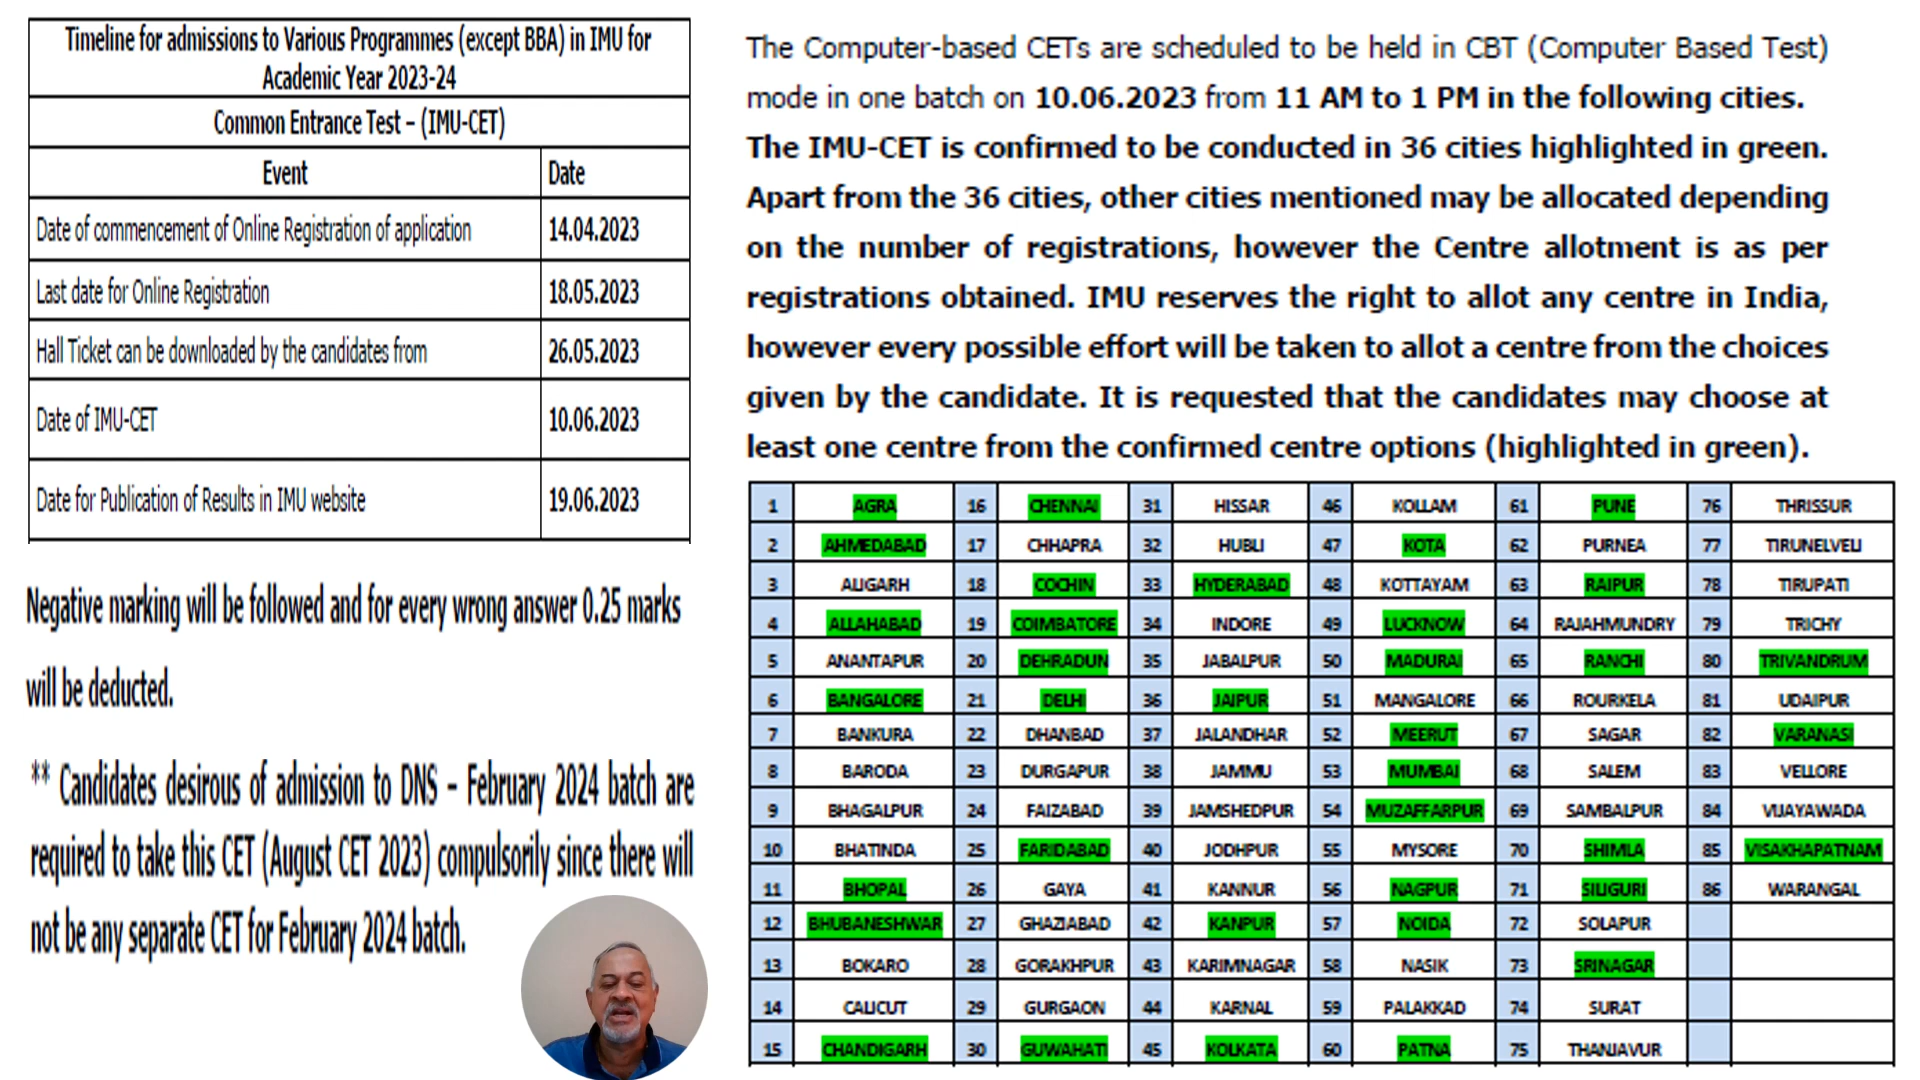 Timeline for admissions to Various Programmes (except BBA) in IMU for
Academic Year 2023-24
Common Entrance Test – (IMU-CET)
Event Date
Date of commencement of Online Registration of application 14.04.2023
Last date for Online Registration 18.05.2023
Hall Ticket can be downloaded by the candidates from 26.05.2023
Date of IMU-CET 10.06.2023
Date for Publication of Results in IMU website 19.06.2023
Negative marking will be followed and for every wrong answer 0.25 marks
will be deducted.
** Candidates desirous of admission to DNS – February 2024 batch are
required to take this CET (August CET 2023) compulsorily since there will
not be any separate CET for February 2024 batch.
The Computer-based CETs are scheduled to be held in CBT (Computer Based Test)
mode in one batch on 10.06.2023 from 11 AM to 1 PM in the following cities.
The IMU-CET is confirmed to be conducted in 36 cities highlighted in green.
Apart from the 36 cities, other cities mentioned may be allocated depending
on the number of registrations, however the Centre allotment is as per
registrations obtained. IMU reserves the right to allot any centre in India,
however every possible effort will be taken to allot a centre from the choices
given by the candidate. It is requested that the candidates may choose at
least one centre from the confirmed centre options (highlighted in green).
1 AGRA 16 CHENNAI 31 HISSAR 46 KOLLAM 61 PUNE 76 THRISSUR
2 AHMEDABAD 17 CHHAPRA 32 HUBLI 47 KOTA 62 PURNEA 77 TIRUNELVELI
3 ALIGARH 18 COCHIN 33 HYDERABAD 48 KOTTAYAM 63 RAIPUR 78 TIRUPATI
4 ALLAHABAD 19 COIMBATORE 34 INDORE 49 LUCKNOW 64 RAJAHMUNDRY 79 TRICHY
5 ANANTAPUR 20 DEHRADUN 35 JABALPUR 50 MADURAI 65 RANCHI 80 TRIVANDRUM
6 BANGALORE 21 DELHI 36 JAIPUR 51 MANGALORE 66 ROURKELA 81 UDAIPUR
7 BANKURA 22 DHANBAD 37 JALANDHAR 52 MEERUT 67 SAGAR 82 VARANASI
8 BARODA 23 DURGAPUR 38 JAMMU 53 MUMBAI 68 SALEM 83 VELLORE
9 BHAGALPUR 24 FAIZABAD 39 JAMSHEDPUR 54 MUZAFFARPUR 69 SAMBALPUR 84 VIJAYAWADA
10 BHATINDA 25 FARIDABAD 40 JODHPUR 55 MYSORE 70 SHIMLA 85 VISAKHAPATNAM
11 BHOPAL 26 GAYA 41 KANNUR 56 NAGPUR 71 SILIGURI 86 WARANGAL
12 BHUBANESHWAR 27 GHAZIABAD 42 KANPUR 57 NOIDA 72 SOLAPUR
13 BOKARO 28 GORAKHPUR 43 KARIMNAGAR 58 NASIK 73 SRINAGAR
14 CALICUT 29 GURGAON 44 KARNAL 59 PALAKKAD 74 SURAT
15 CHANDIGARH 30 GUWAHATI 45 KOLKATA 60 PATNA 75 THANJAVUR